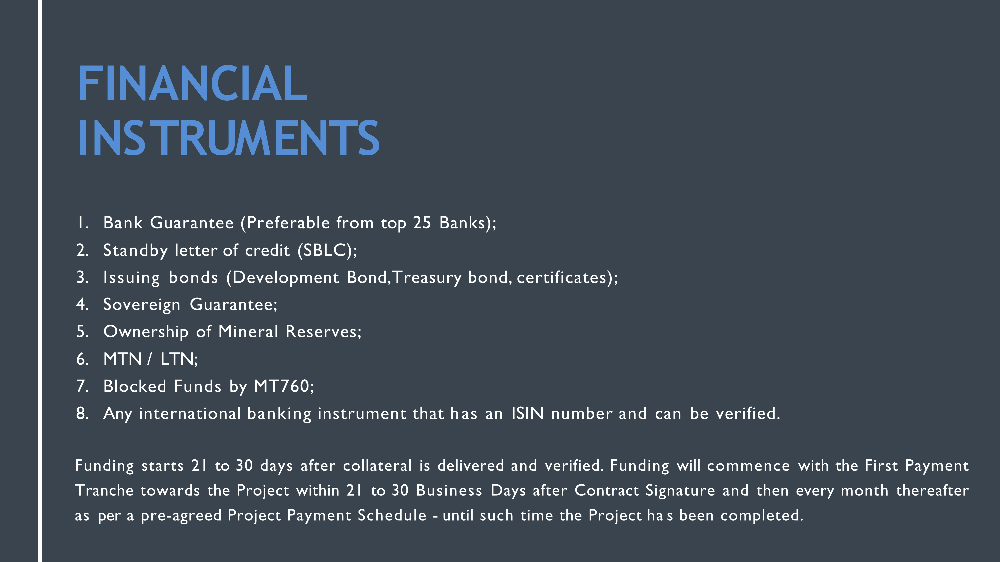 FINANCIAL
INSTRUMENTS
1. Bank Guarantee (Preferable from top 25 Banks);
2. Standby letter of credit (SBLC);
3. Issuing bonds (Development Bond,Treasury bond, certificates);
4. Sovereign Guarantee;
5. Ownership of Mineral Reserves;
6. MTN / LTN;
7. Blocked Funds by MT760;
8. Any international banking instrument that has an ISIN number and can be verified.
Funding starts 21 to 30 days after collateral is delivered and verified. Funding will commence with the First Payment
Tranche towards the Project within 21 to 30 Business Days after Contract Signature and then every month thereafter
as per a pre-agreed Project Payment Schedule - until such time the Project has been completed.